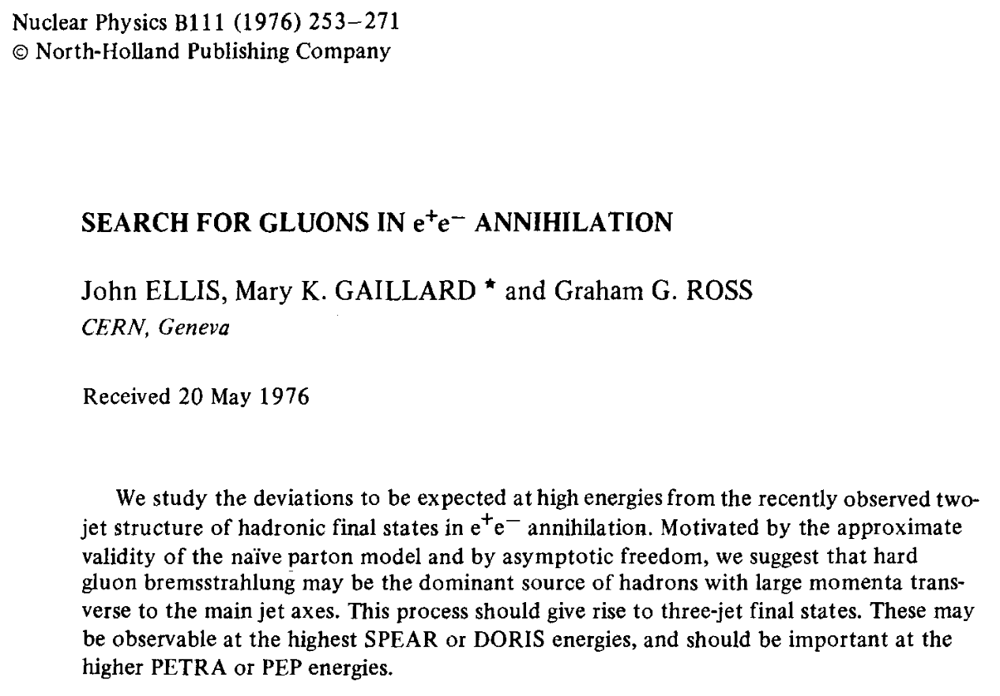 Nuclear Physics B111 (1976) 253–271
© North-Holland Publishing Company
SEARCH FOR GLUONS IN e⁺e⁻ ANNIHILATION
John ELLIS, Mary K. GAILLARD * and Graham G. ROSS
CERN, Geneva
Received 20 May 1976
We study the deviations to be expected at high energies from the recently observed two-
jet structure of hadronic final states in e⁺e⁻ annihilation. Motivated by the approximate
validity of the naïve parton model and by asymptotic freedom, we suggest that hard
gluon bremsstrahlung may be the dominant source of hadrons with large momenta trans-
verse to the main jet axes. This process should give rise to three-jet final states. These may
be observable at the highest SPEAR or DORIS energies, and should be important at the
higher PETRA or PEP energies.